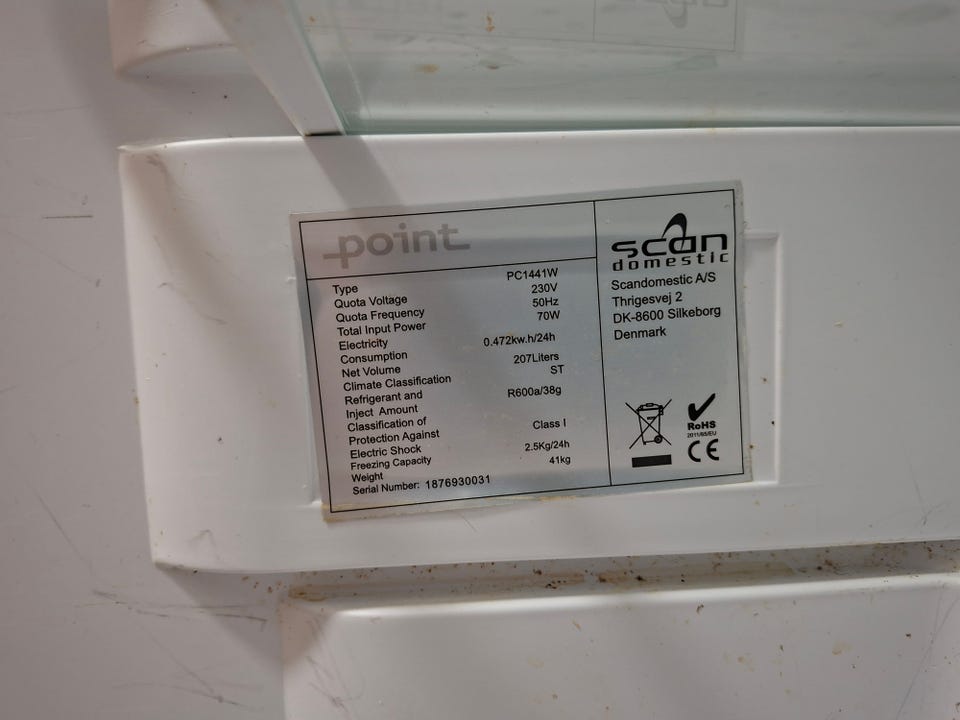 point
Type PC1441W
Quota Voltage 230V
Quota Frequency 50Hz
Total Input Power 70W
Electricity
Consumption 0.472kw.h/24h
Net Volume 207Liters
Climate Classification ST
Refrigerant and
Inject Amount R600a/38g
Classification of
Protection Against
Electric Shock Class I
Freezing Capacity 2.5Kg/24h
Weight 41kg
Serial Number: 1876930031
scan
domestic
Scandomestic A/S
Thrigesvej 2
DK-8600 Silkeborg
Denmark
RoHS
2011/65/EU
CE